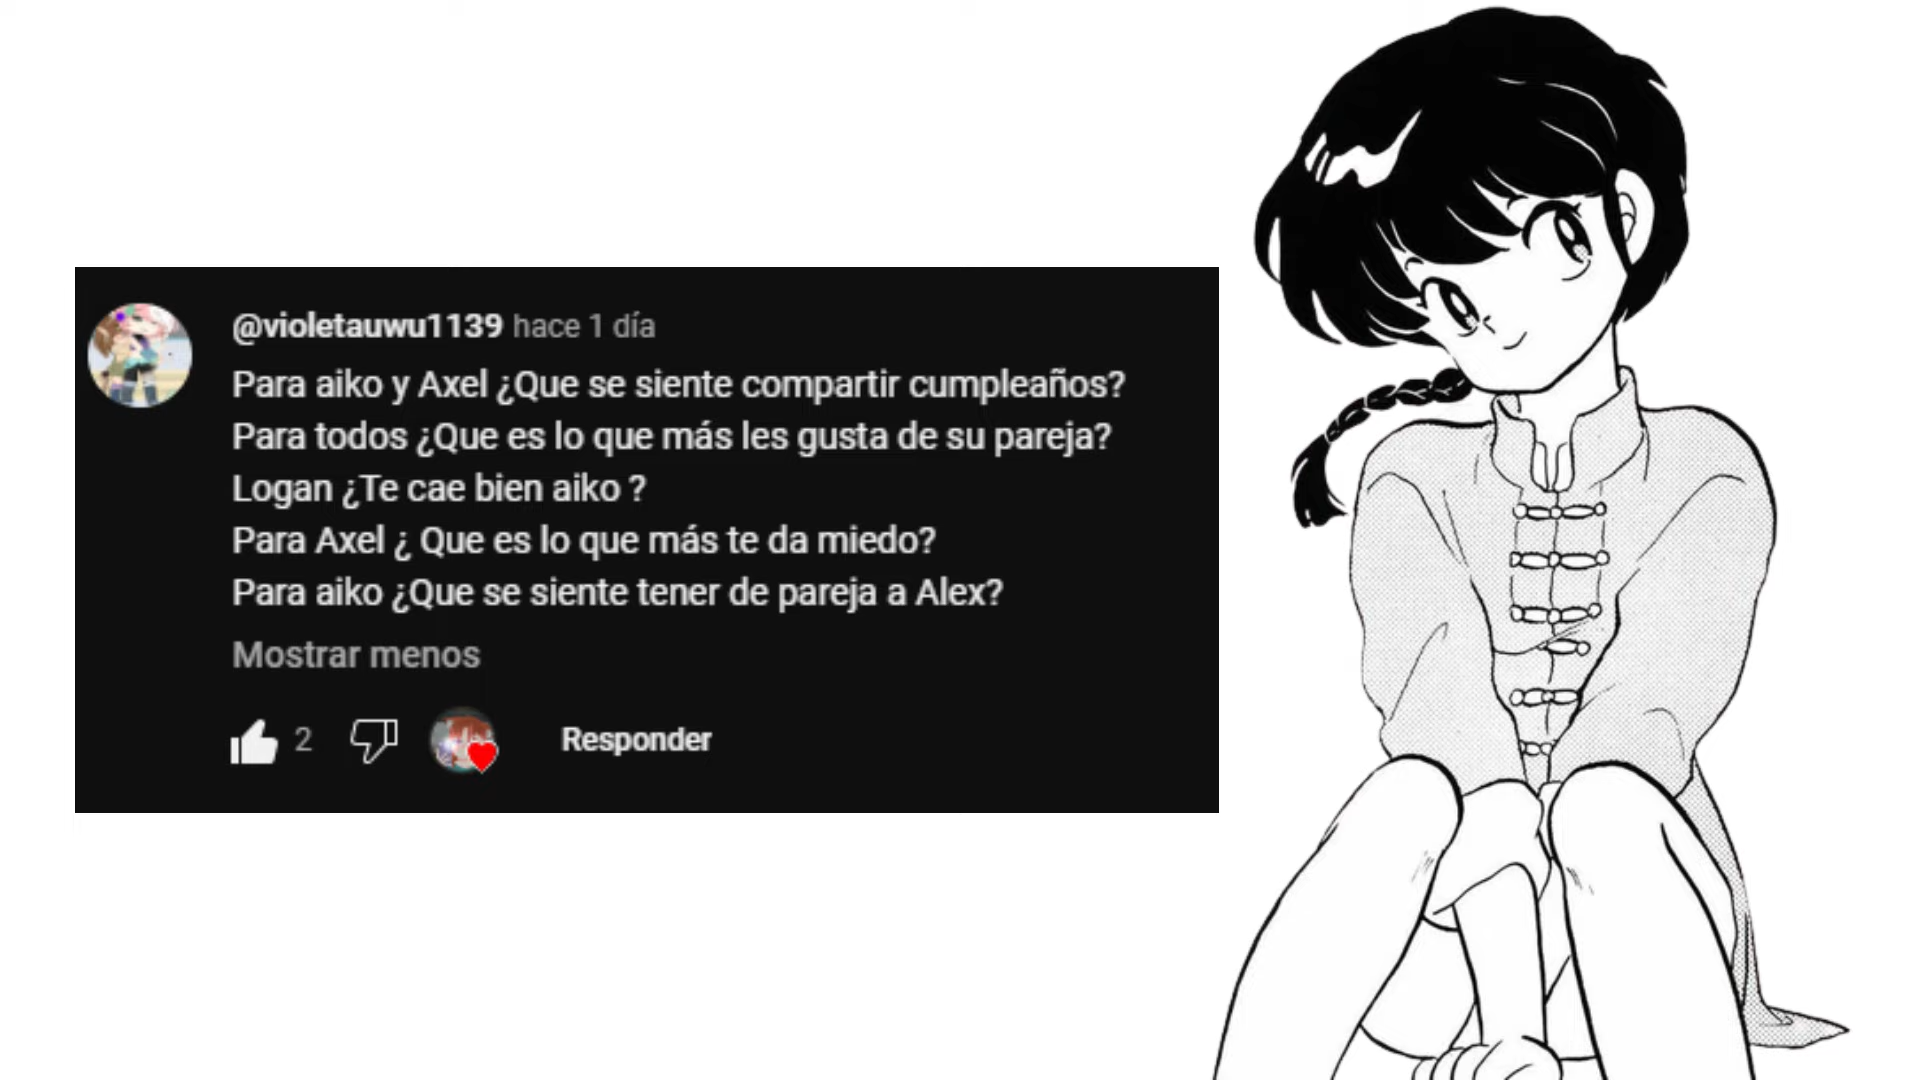 @violetauwu1139 hace 1 día
Para aiko y Axel ¿Que se siente compartir cumpleaños?
Para todos ¿Que es lo que más les gusta de su pareja?
Logan ¿Te cae bien aiko ?
Para Axel ¿ Que es lo que más te da miedo?
Para aiko ¿Que se siente tener de pareja a Alex?
Mostrar menos
2 Responder